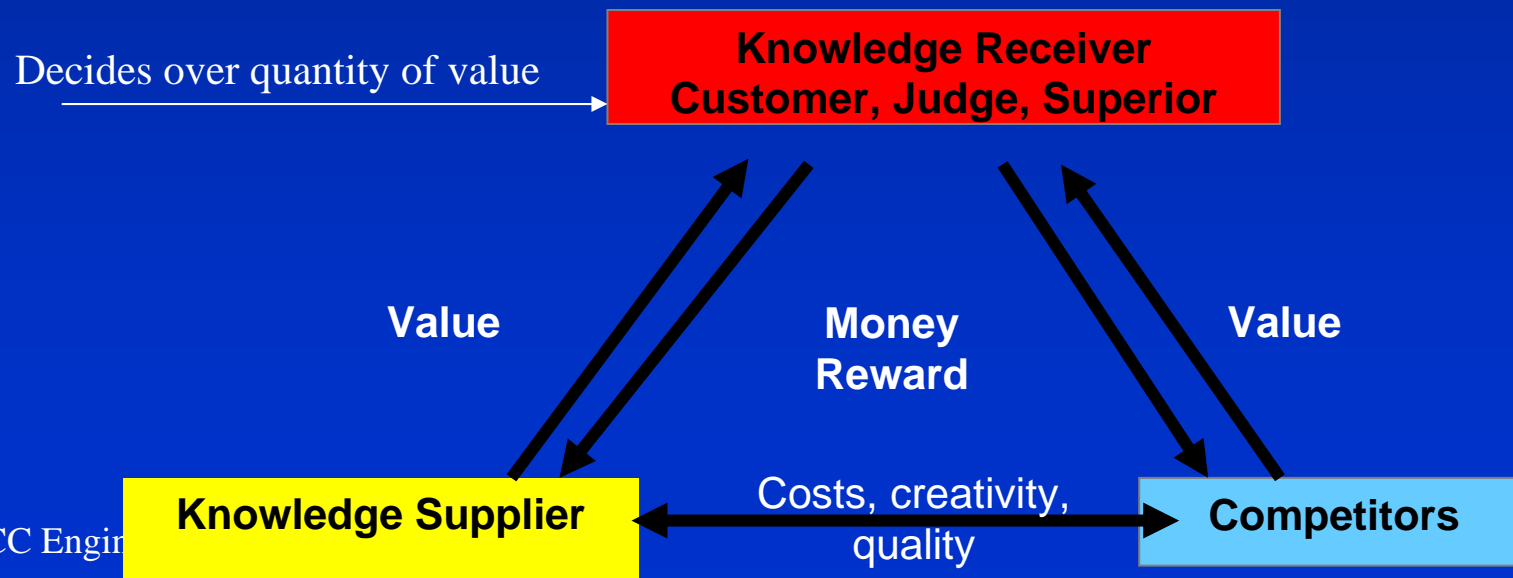 Knowledge Receiver
Customer, Judge, Superior
Decides over quantity of value
Value
Money
Reward
Value
Knowledge Supplier
Costs, creativity,
quality
Competitors